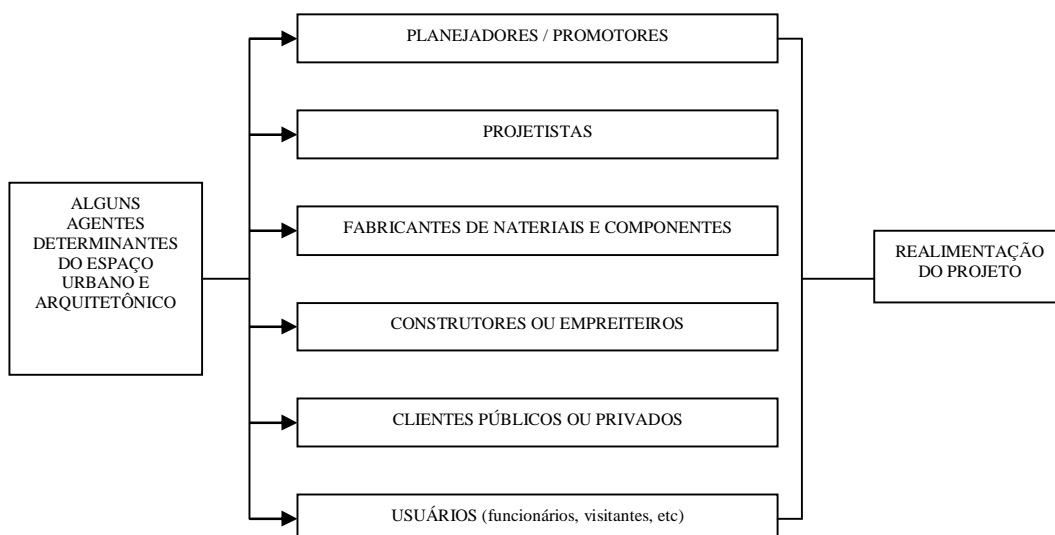 ALGUNS
AGENTES
DETERMINANTES
DO ESPAÇO
URBANO E
ARQUITETÔNICO
PLANEJADORES / PROMOTORES
PROJETISTAS
FABRICANTES DE NATERIAIS E COMPONENTES
CONSTRUTORES OU EMPREITEIROS
CLIENTES PÚBLICOS OU PRIVADOS
USUÁRIOS (funcionários, visitantes, etc)
REALIMENTAÇÃO
DO PROJETO